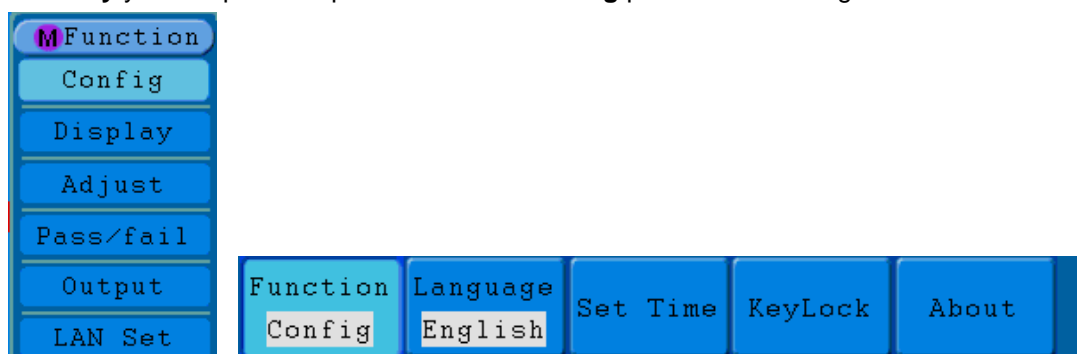 MFunction
Config
Display
Adjust
Pass/fail
Output
LAN Set
Function Language Set Time KeyLock About
Config English